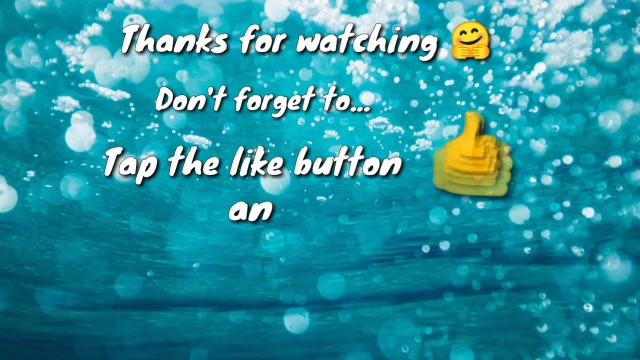 Thanks for watching 🤗
Don't forget to...
Tap the like button
an